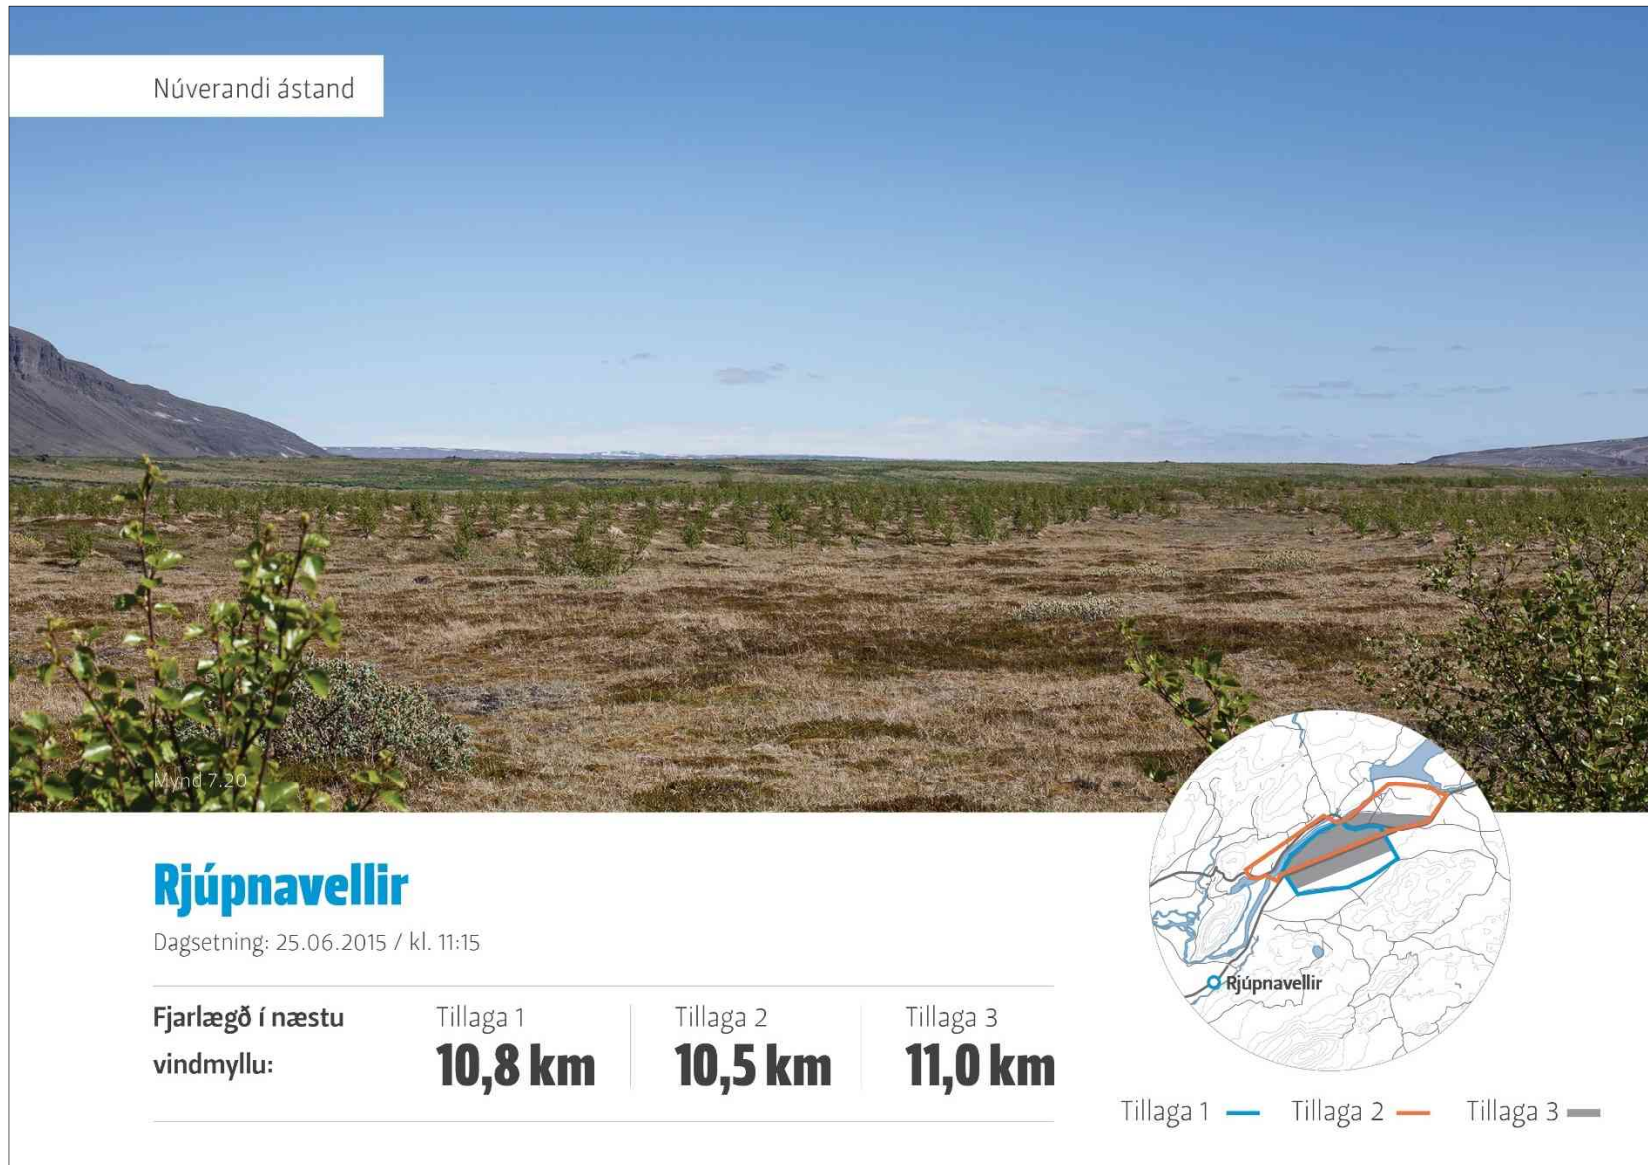 Núverandi ástand
Mynd 7.20
Rjúpnavellir
Dagsetning: 25.06.2015 / kl. 11:15
Fjarlægð í næstu
vindmyllu:
Tillaga 1
10,8 km
Tillaga 2
10,5 km
Tillaga 3
11,0 km
Rjúpnavellir
Tillaga 1
Tillaga 2
Tillaga 3